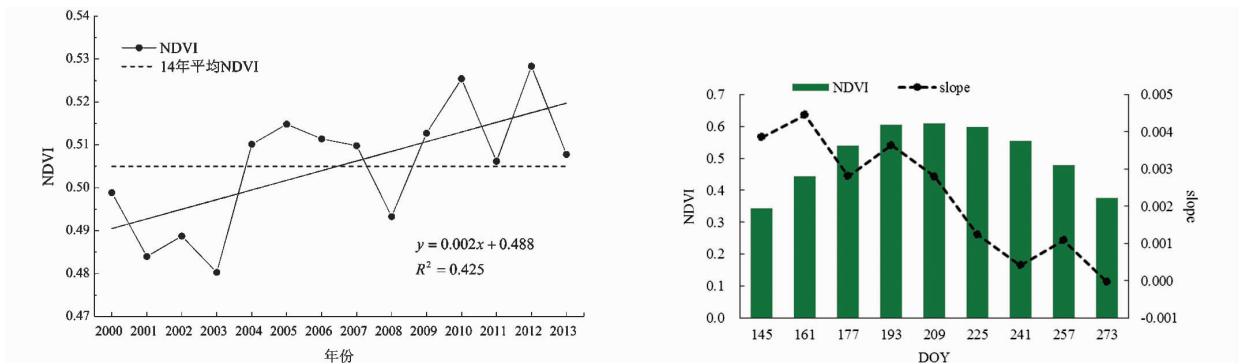 0.54
0.53
0.52
0.51
0.50
0.49
0.48
0.47
NDVI
NDVI
14年平均NDVI
y = 0.002x + 0.488
R² = 0.425
2000 2001 2002 2003 2004 2005 2006 2007 2008 2009 2010 2011 2012 2013
年份
NDVI slope
0.7
0.6
0.5
0.4
0.3
0.2
0.1
0.0
NDVI
0.005
0.004
0.003
0.002
0.001
0.000
-0.001
slope
145 161 177 193 209 225 241 257 273
DOY